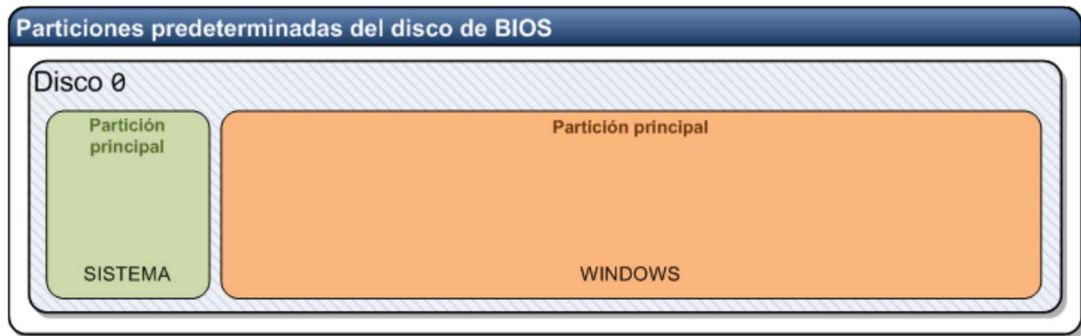 Particiones predeterminadas del disco de BIOS
Disco 0
Partición
principal
SISTEMA
Partición principal
WINDOWS